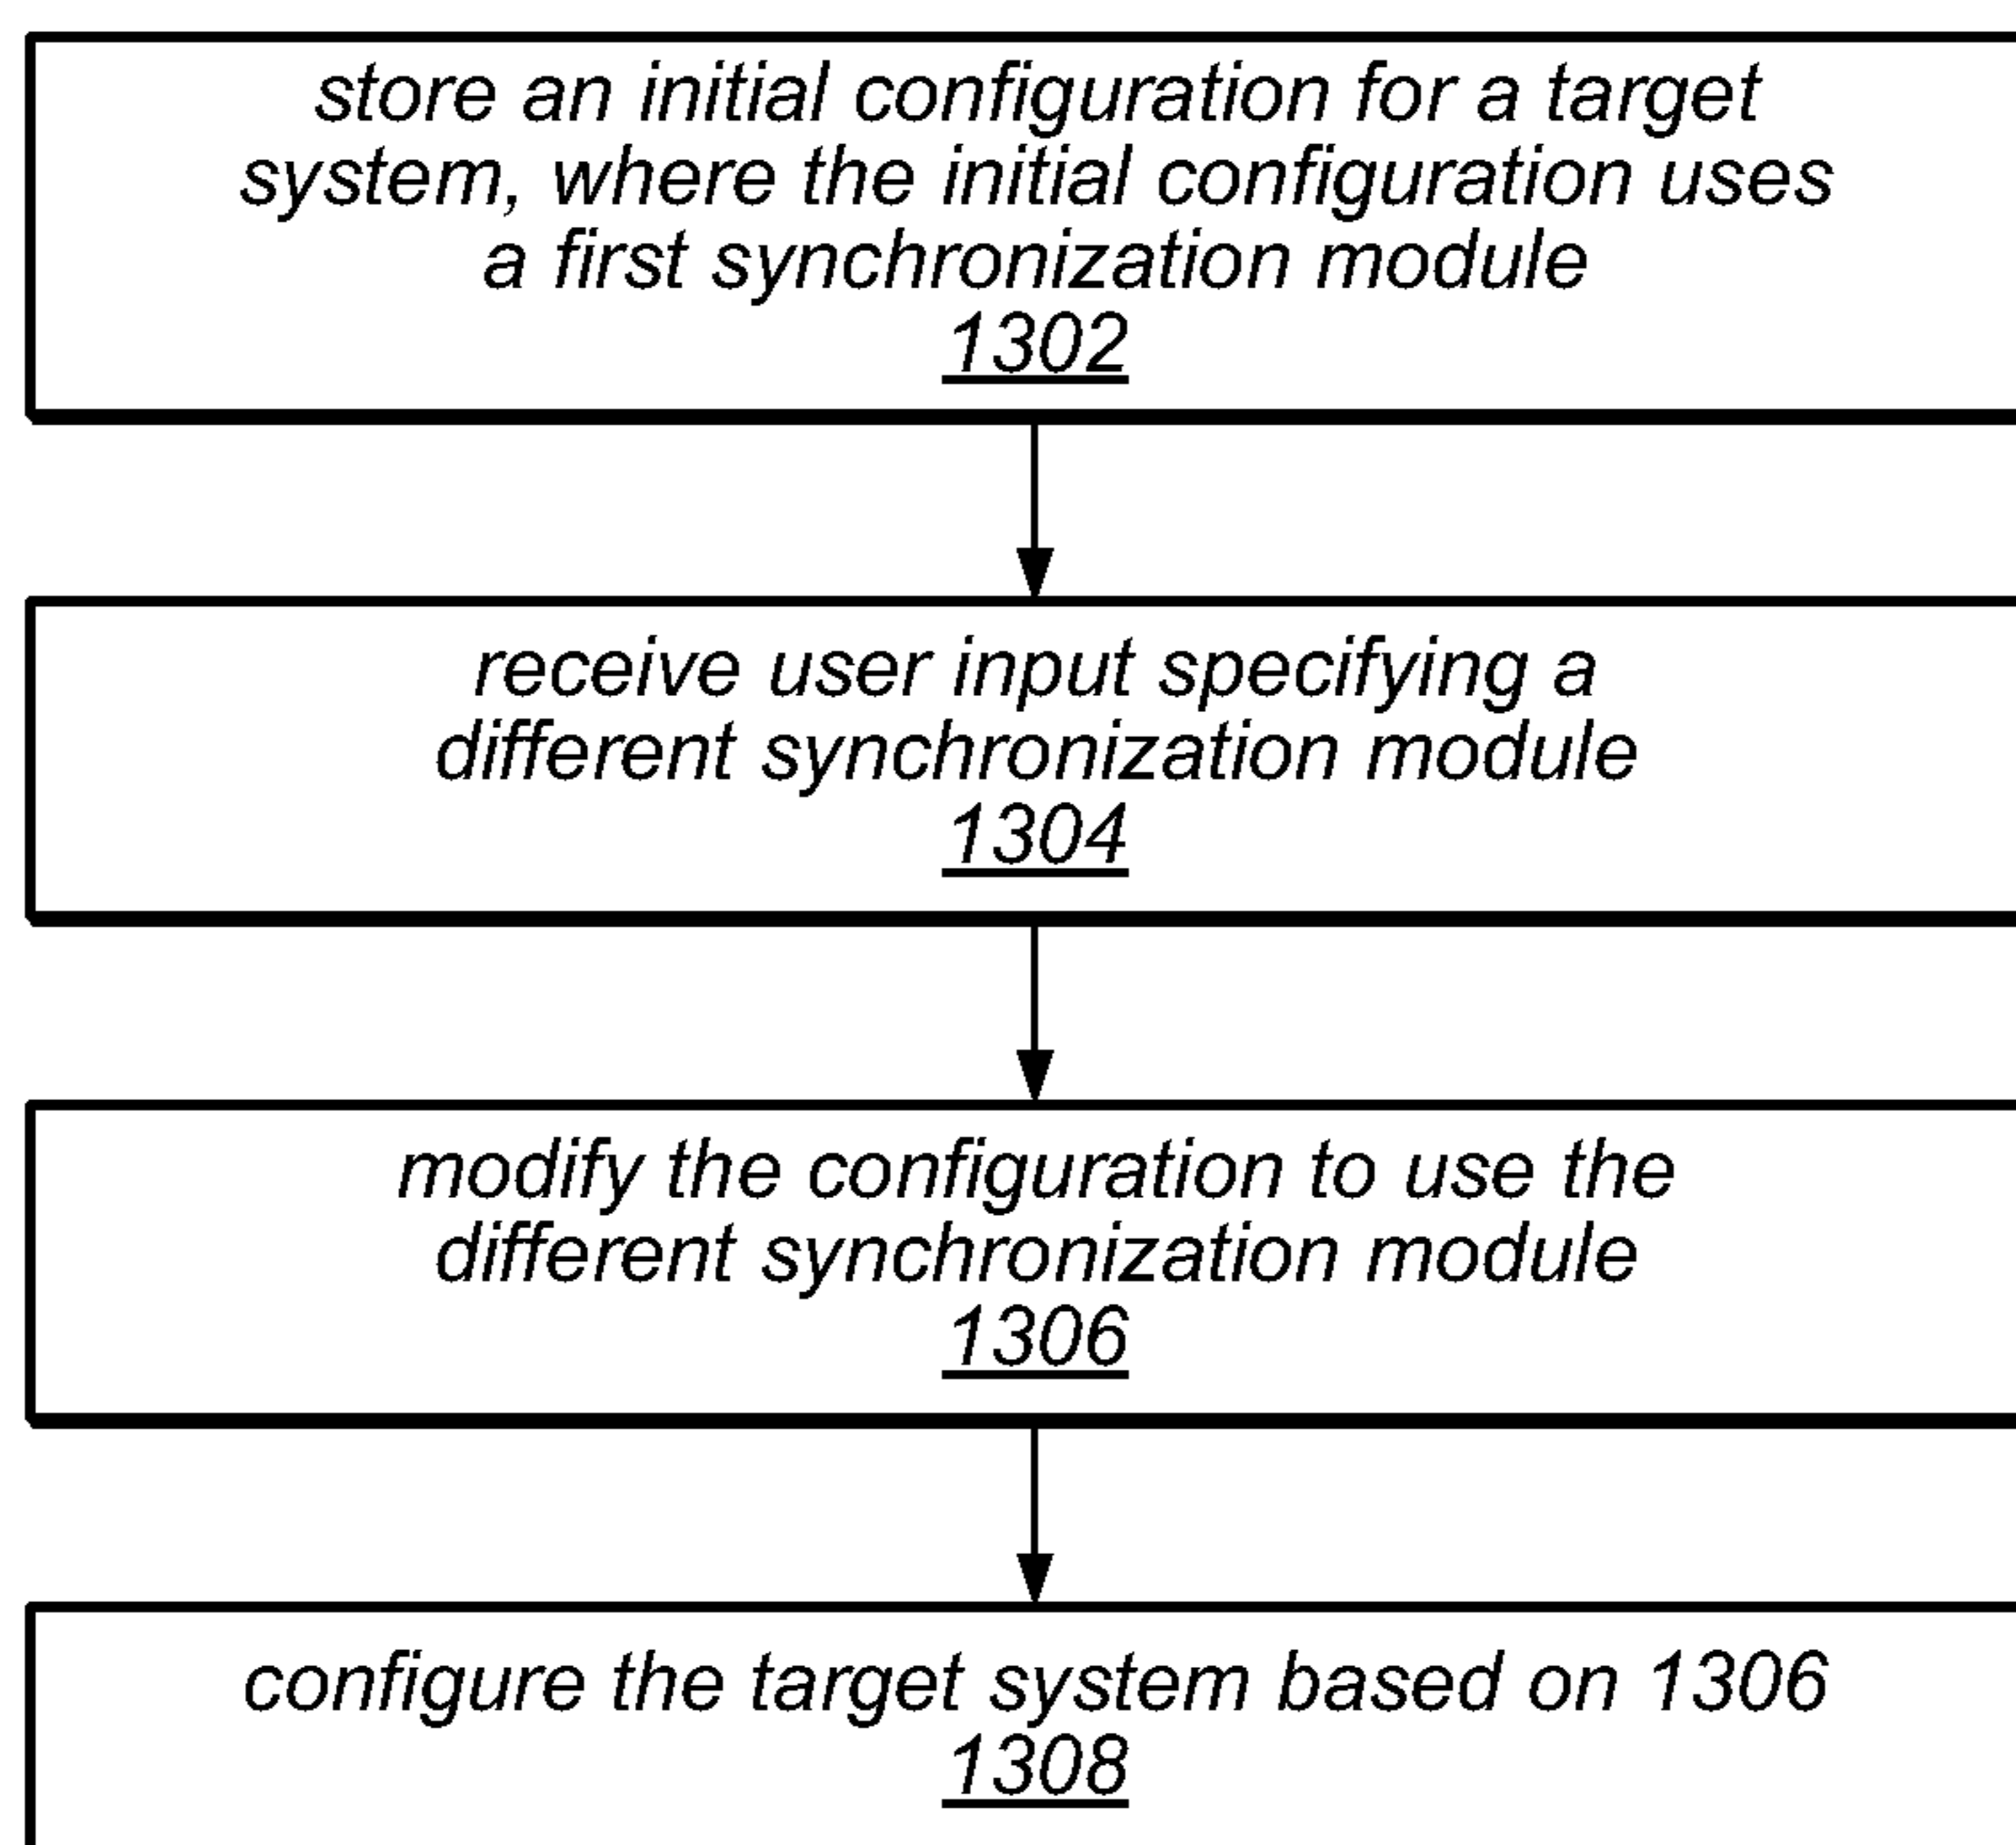 store an initial configuration for a target
system, where the initial configuration uses
a first synchronization module
1302
receive user input specifying a
different synchronization module
1304
modify the configuration to use the
different synchronization module
1306
configure the target system based on 1306
1308